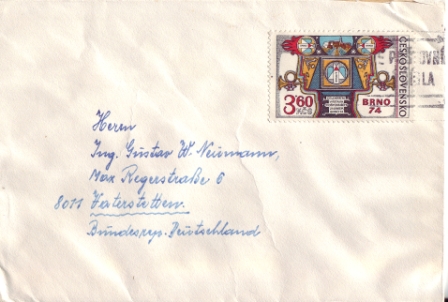 ČESKOSLOVENSKO
3'60
KČS
BRNO
74
Herrn
Ing. Gustav W. Neumann,
Max Regerstraße 6
8011 Vaterstetten.
Bundesrep. Deutschland